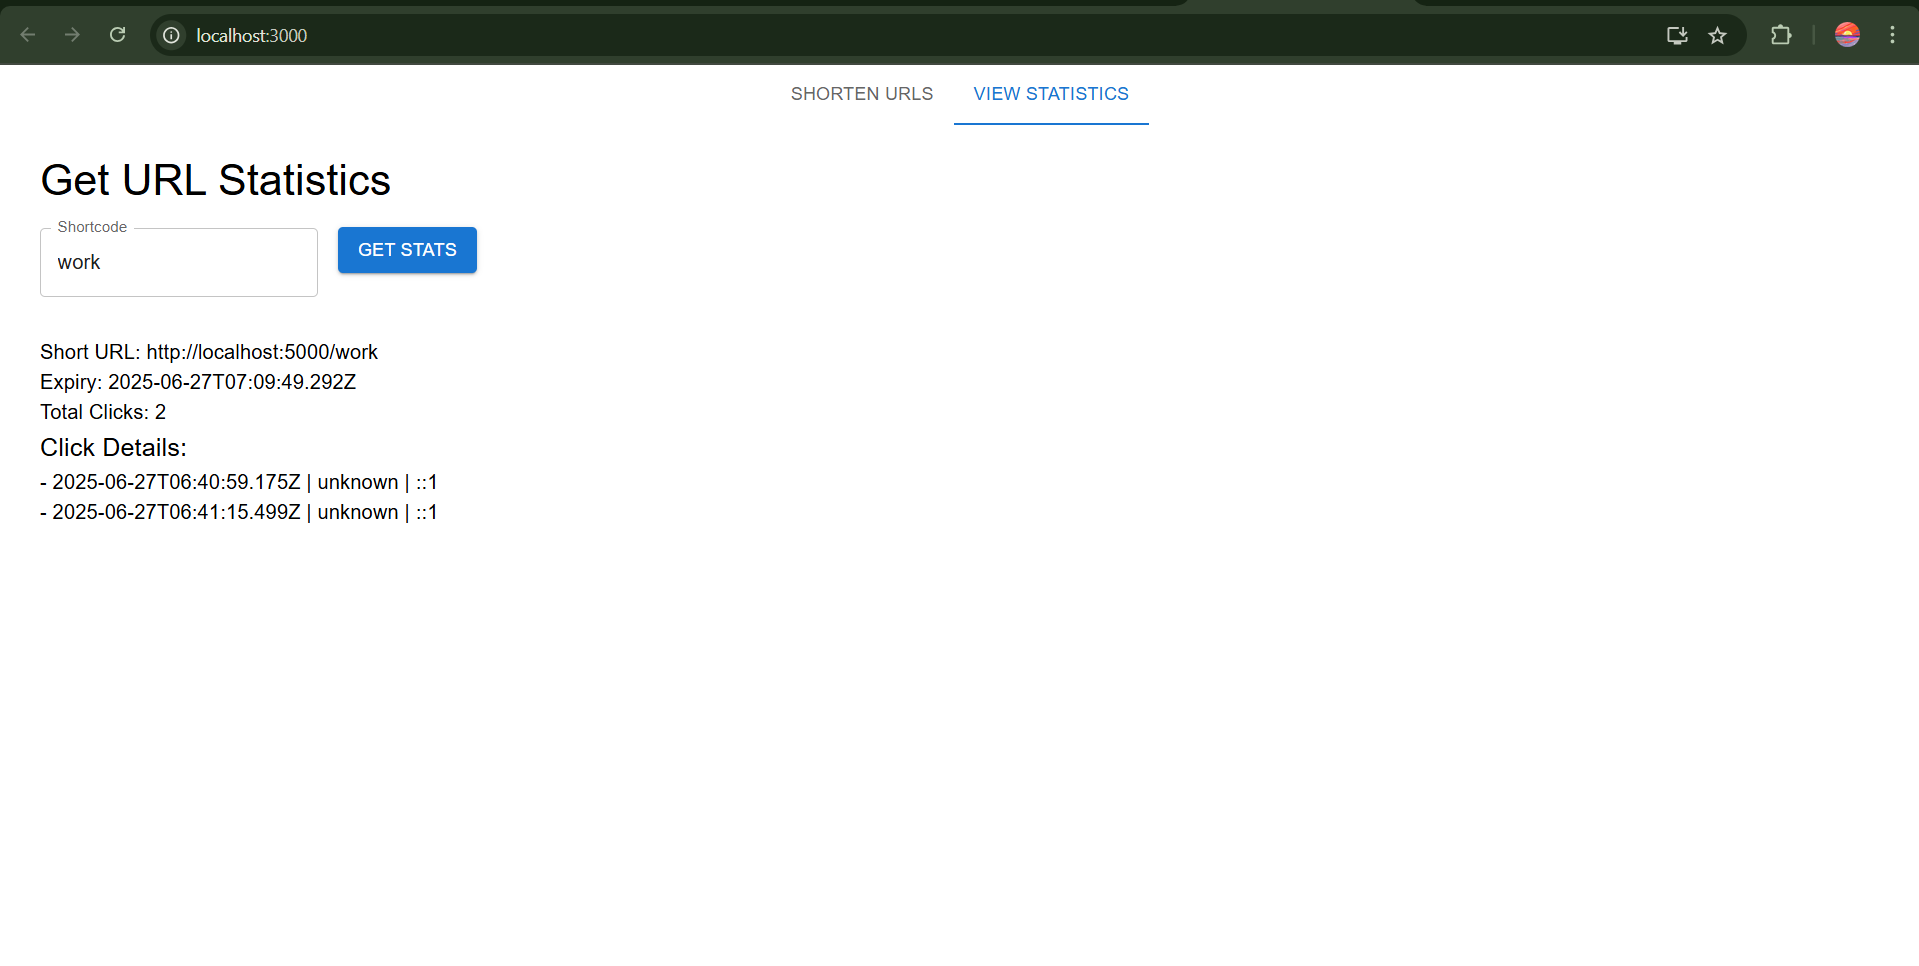 localhost:3000
SHORTEN URLS
VIEW STATISTICS
Get URL Statistics
Shortcode
work
GET STATS
Short URL: http://localhost:5000/work
Expiry: 2025-06-27T07:09:49.292Z
Total Clicks: 2
Click Details:
- 2025-06-27T06:40:59.175Z | unknown | ::1
- 2025-06-27T06:41:15.499Z | unknown | ::1